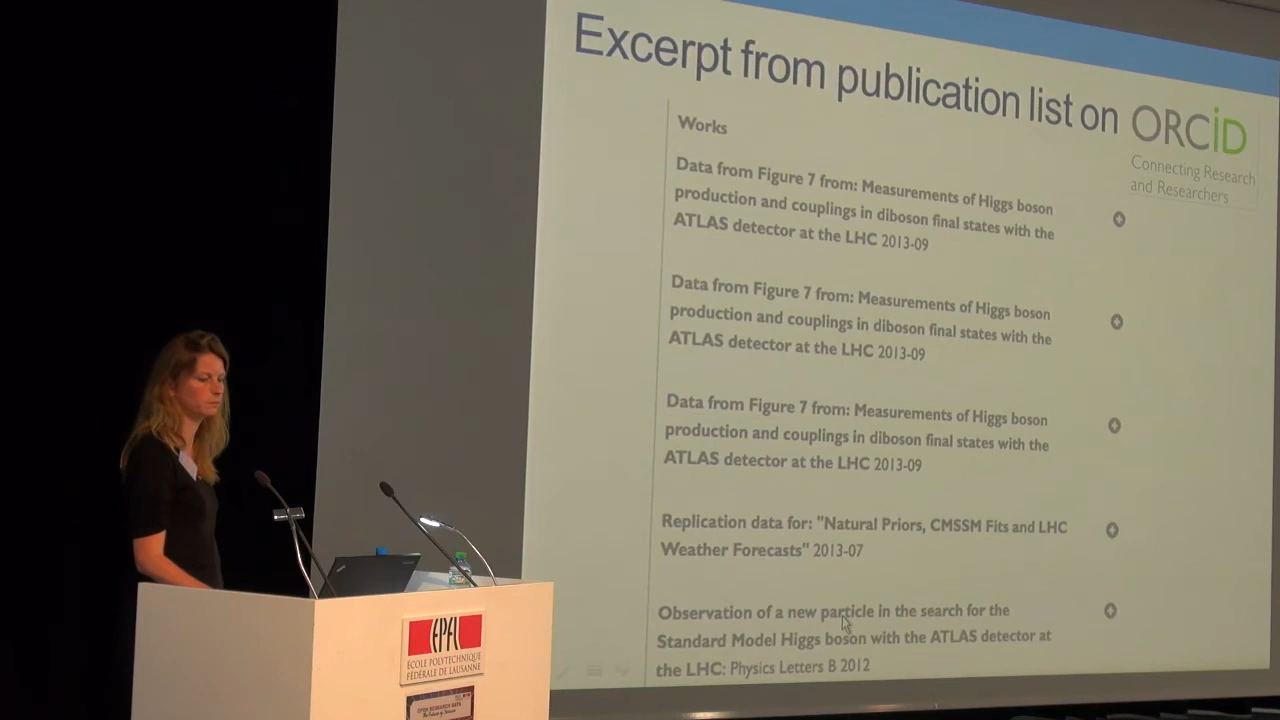 Excerpt from publication list on ORCID
Connecting Research
and Researchers
Works
Data from Figure 7 from: Measurements of Higgs boson
production and couplings in diboson final states with the
ATLAS detector at the LHC 2013-09
Data from Figure 7 from: Measurements of Higgs boson
production and couplings in diboson final states with the
ATLAS detector at the LHC 2013-09
Data from Figure 7 from: Measurements of Higgs boson
production and couplings in diboson final states with the
ATLAS detector at the LHC 2013-09
Replication data for: "Natural Priors, CMSSM Fits and LHC
Weather Forecasts" 2013-07
Observation of a new particle in the search for the
Standard Model Higgs boson with the ATLAS detector at
the LHC: Physics Letters B 2012
EPFL
ÉCOLE POLYTECHNIQUE
FÉDÉRALE DE LAUSANNE
OPEN RESEARCH DATA